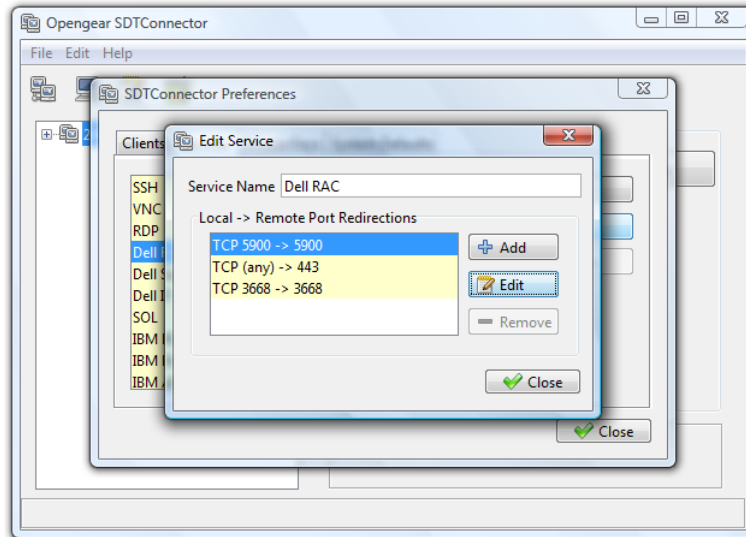 Opengear SDTConnector
File Edit Help
SDTConnector Preferences
Clients
Edit Service
Service Name Dell RAC
Local -> Remote Port Redirections
TCP 5900 -> 5900
TCP (any) -> 443
TCP 3668 -> 3668
Add
Edit
Remove
Close
SSH
VNC
RDP
Dell
Dell
Dell
SOL
IBM
IBM
IBM
Close